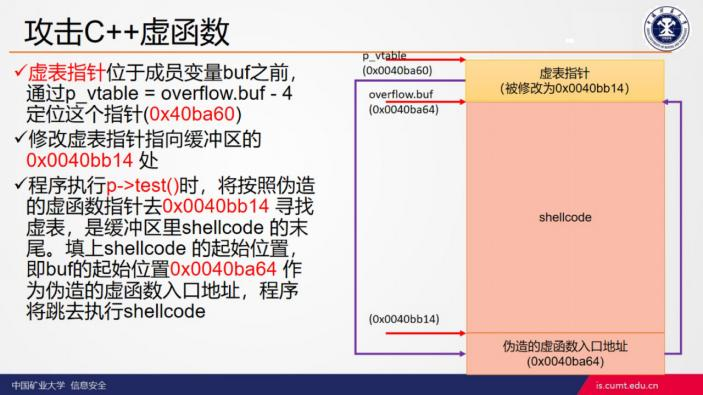 攻击C++虚函数
✓虚表指针位于成员变量buf之前，
通过p_vtable = overflow.buf - 4
定位这个指针(0x40ba60)
✓修改虚表指针指向缓冲区的
0x0040bb14 处
✓程序执行p->test()时，将按照伪造
的虚函数指针去0x0040bb14 寻找
虚表，是缓冲区里shellcode 的末
尾。填上shellcode 的起始位置，
即buf的起始位置0x0040ba64 作
为伪造的虚函数入口地址，程序
将跳去执行shellcode
p_vtable
(0x0040ba60)
overflow.buf
(0x0040ba64)
(0x0040bb14)
虚表指针
(被修改为0x0040bb14)
shellcode
伪造的虚函数入口地址
(0x0040ba64)
中国矿业大学 信息安全
is.cumt.edu.cn